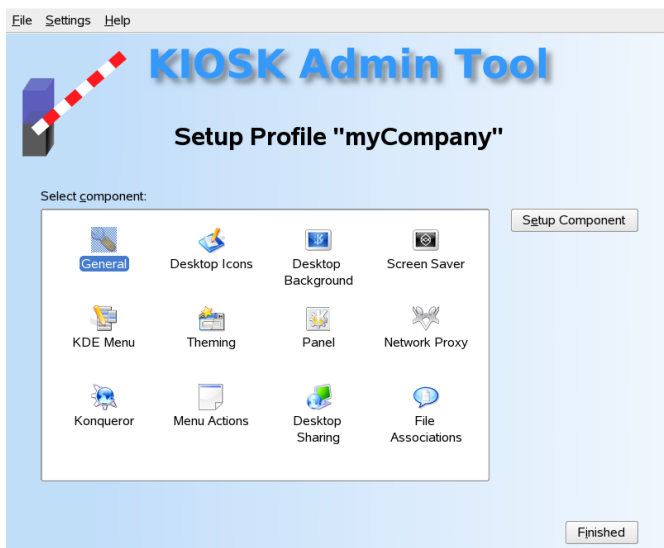 File Settings Help
KIOSK Admin Tool
Setup Profile "myCompany"
Select component:
Setup Component
General
Desktop Icons
Desktop
Background
Screen Saver
KDE Menu
Theming
Panel
Network Proxy
Konqueror
Menu Actions
Desktop
Sharing
File
Associations
Finished